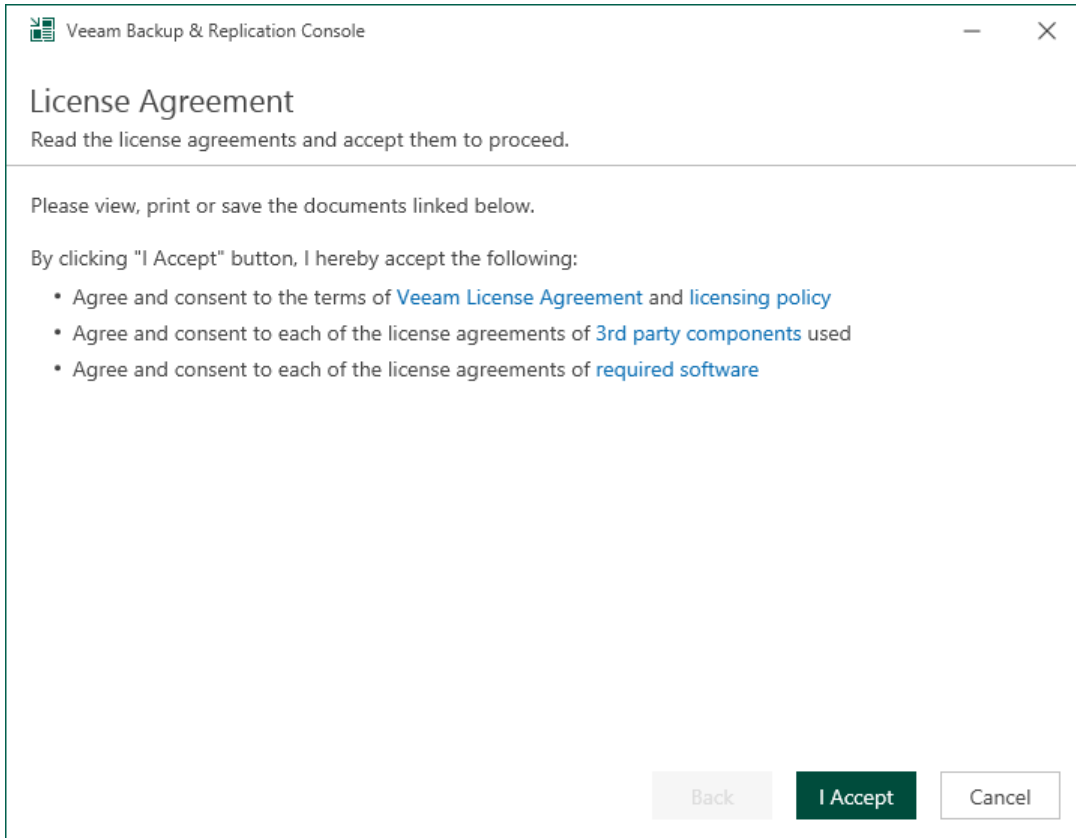 Veeam Backup & Replication Console
License Agreement
Read the license agreements and accept them to proceed.
Please view, print or save the documents linked below.
By clicking "I Accept" button, I hereby accept the following:
• Agree and consent to the terms of Veeam License Agreement and licensing policy
• Agree and consent to each of the license agreements of 3rd party components used
• Agree and consent to each of the license agreements of required software
Back I Accept Cancel